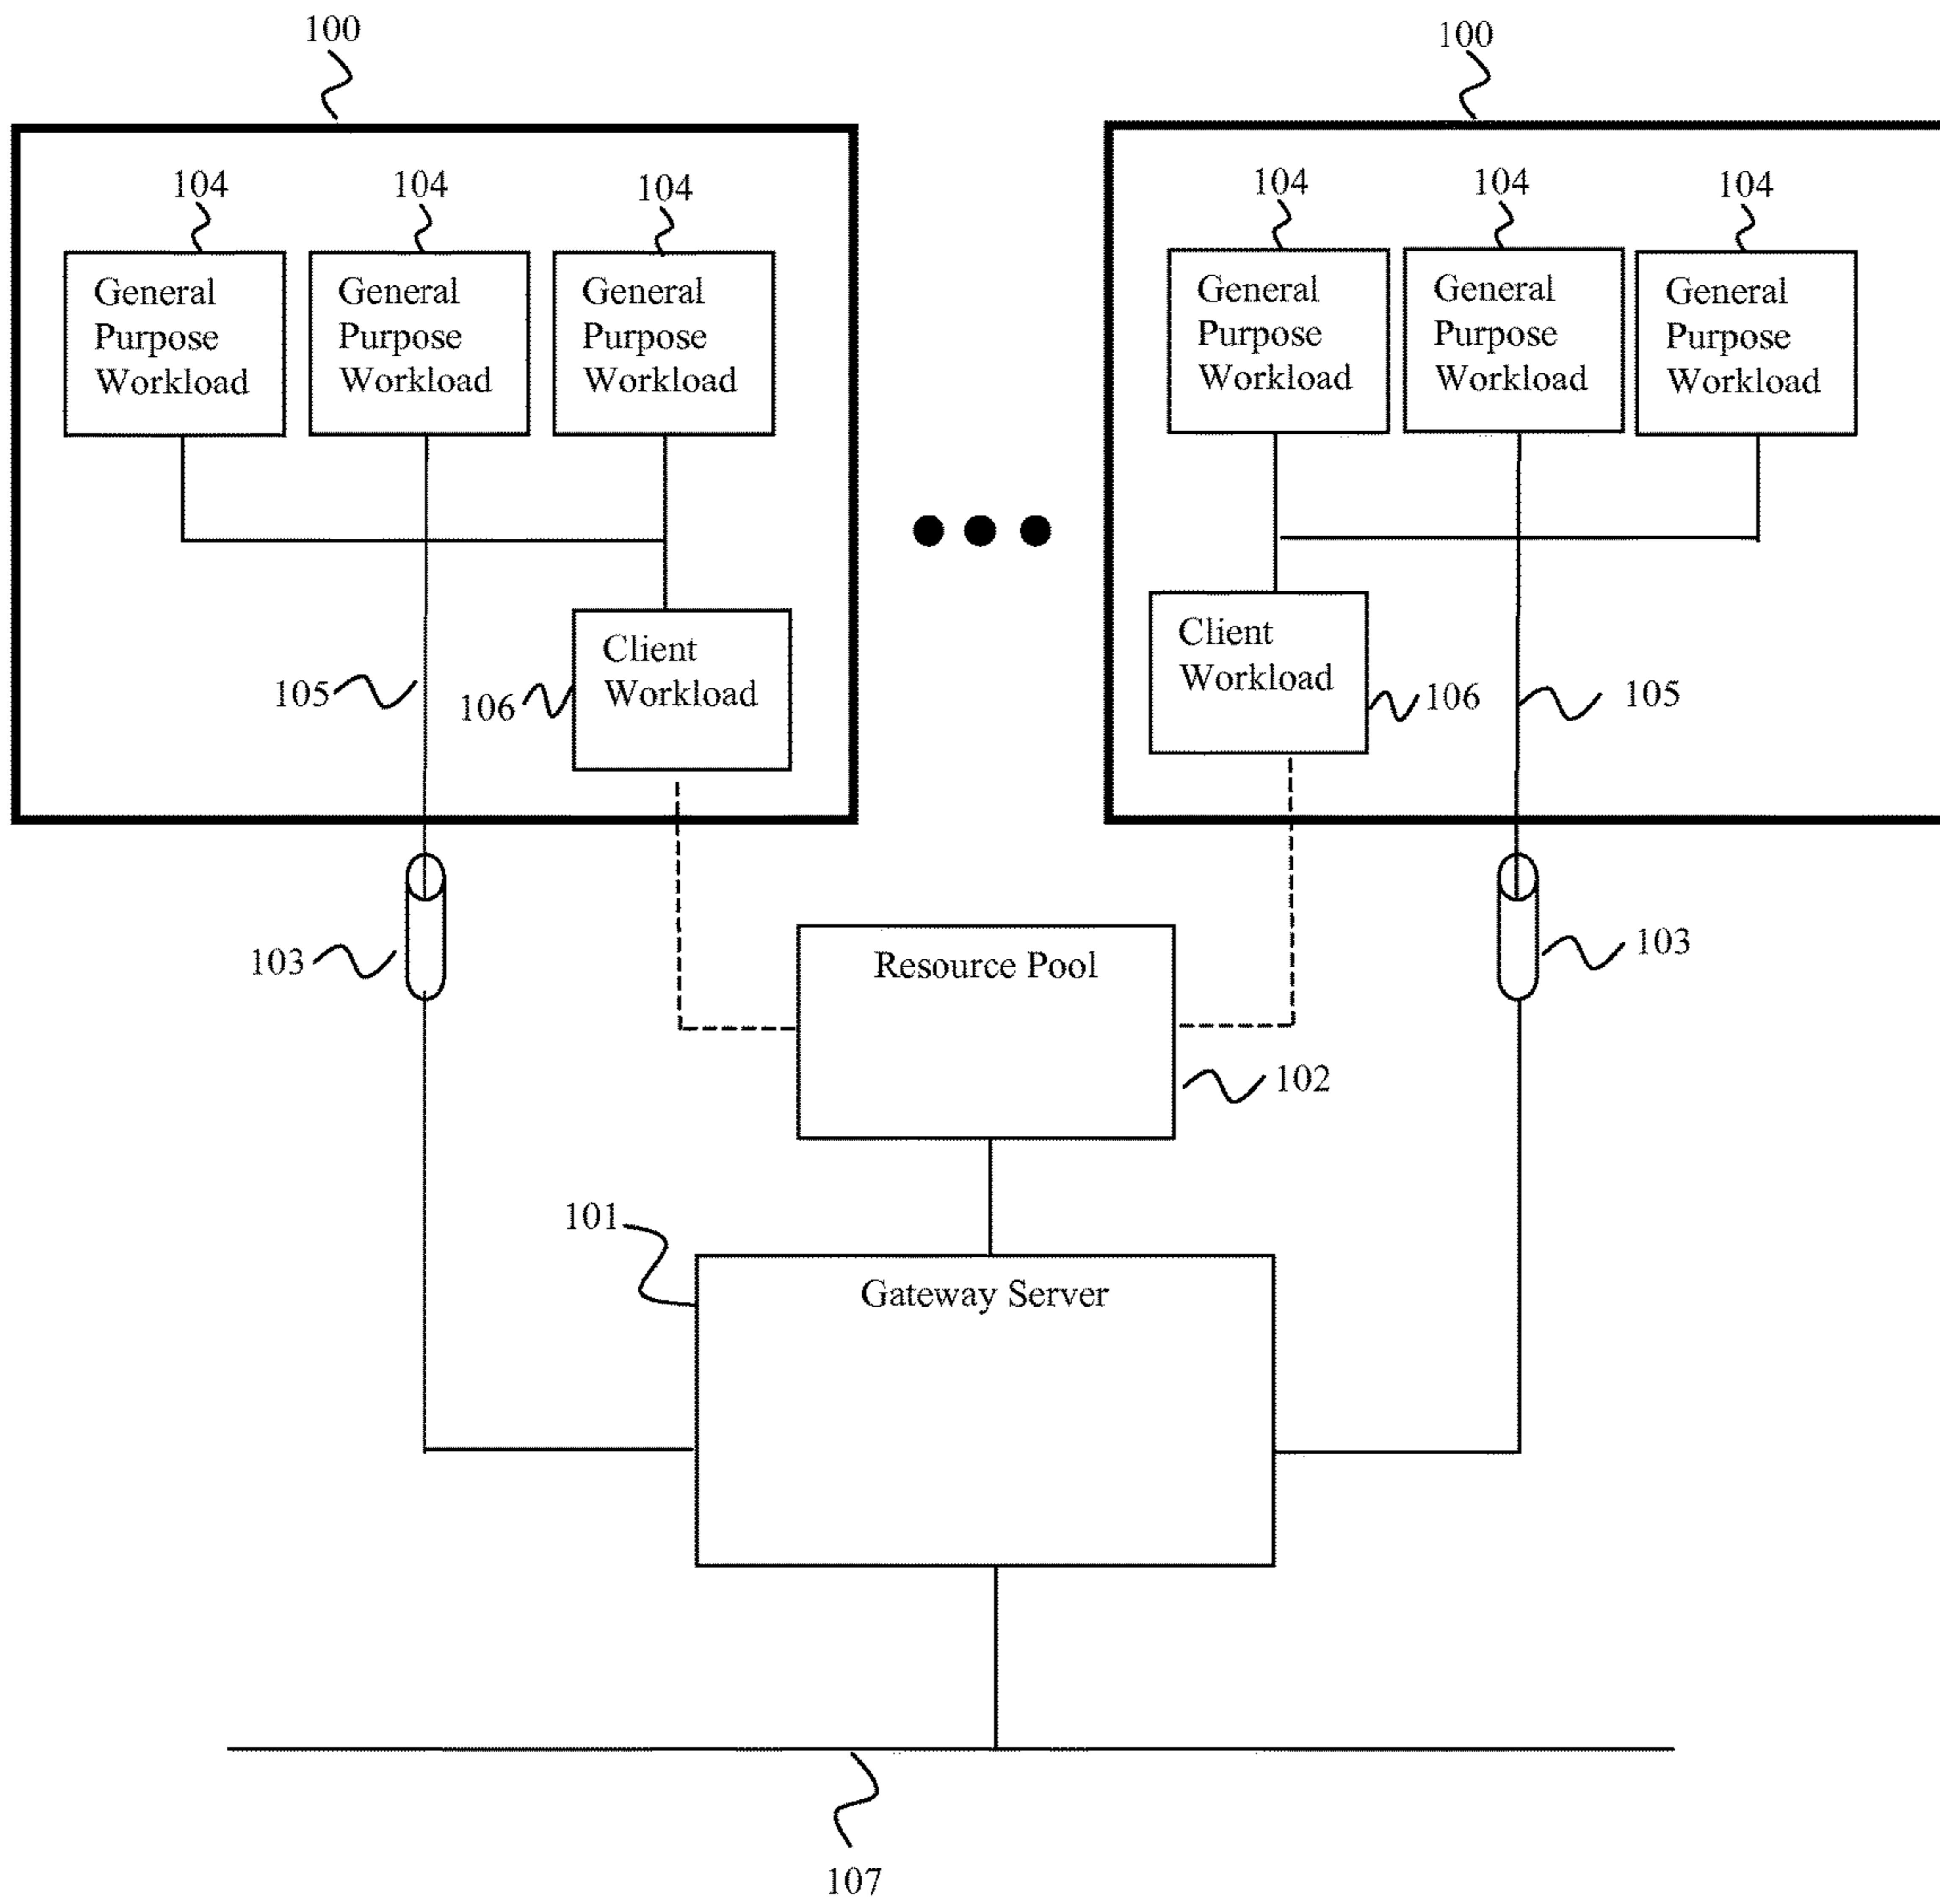 100
100
104
104
104
104
104
104
General
Purpose
Workload
General
Purpose
Workload
General
Purpose
Workload
General
Purpose
Workload
General
Purpose
Workload
General
Purpose
Workload
105
106
Client
Workload
Client
Workload
106
105
103
Resource Pool
103
102
101
Gateway Server
107